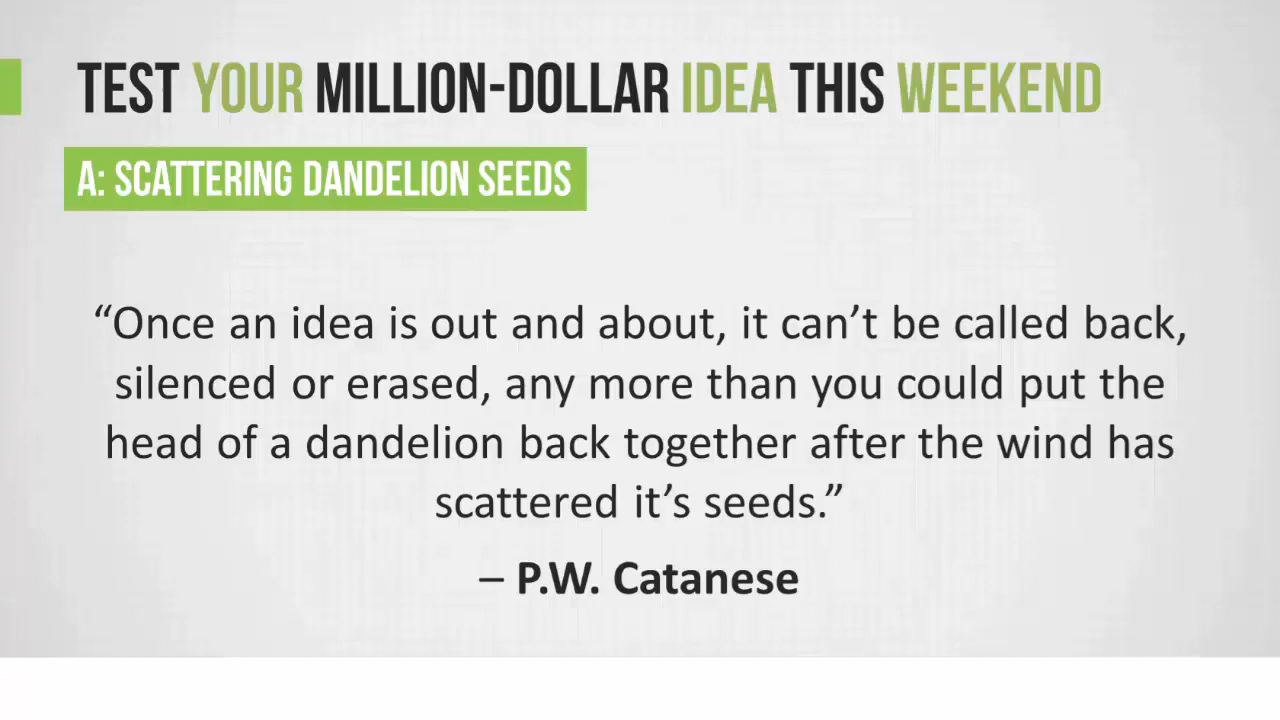 TEST YOUR MILLION-DOLLAR IDEA THIS WEEKEND
A: SCATTERING DANDELION SEEDS
“Once an idea is out and about, it can’t be called back,
silenced or erased, any more than you could put the
head of a dandelion back together after the wind has
scattered it’s seeds.”
– P.W. Catanese